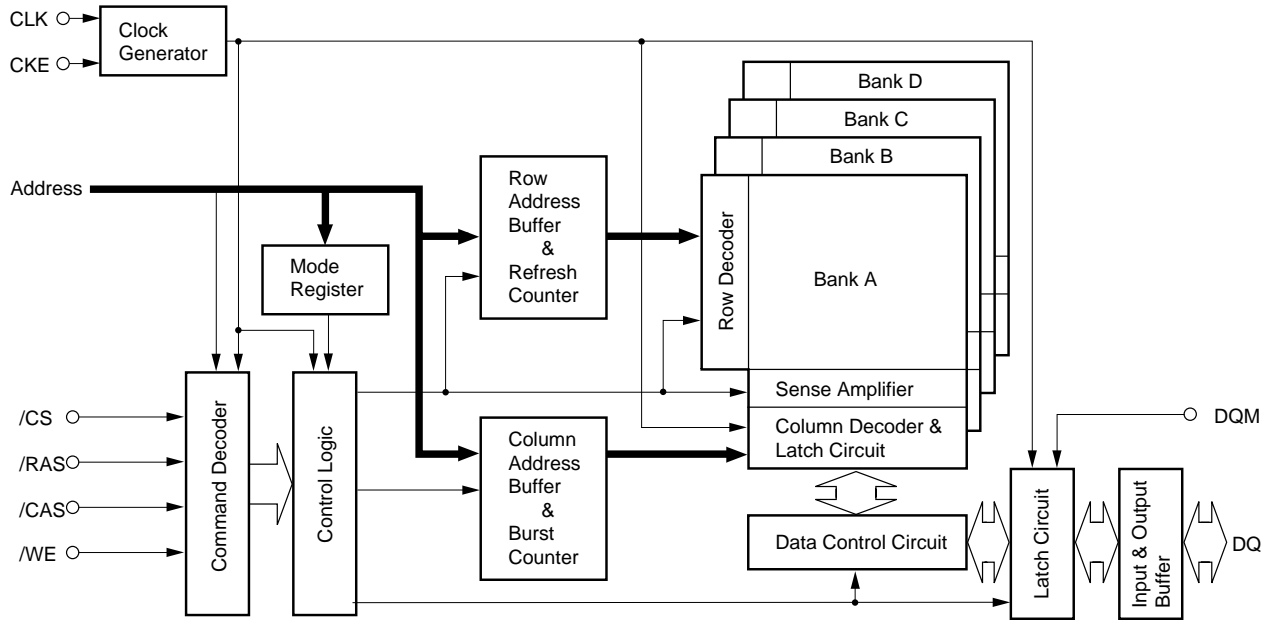 CLK
CKE
Clock
Generator
Bank D
Bank C
Bank B
Address
Row
Address
Buffer
&
Refresh
Counter
Row Decoder
Bank A
Mode
Register
Sense Amplifier
Column Decoder &
Latch Circuit
/CS
/RAS
/CAS
/WE
Command Decoder
Control Logic
Column
Address
Buffer
&
Burst
Counter
DQM
Data Control Circuit
Latch Circuit
Input & Output
Buffer
DQ